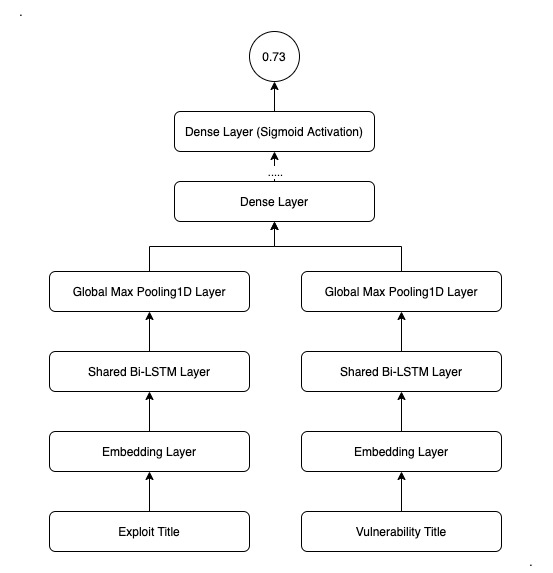 0.73
Dense Layer (Sigmoid Activation)
.....
Dense Layer
Global Max Pooling1D Layer
Global Max Pooling1D Layer
Shared Bi-LSTM Layer
Shared Bi-LSTM Layer
Embedding Layer
Embedding Layer
Exploit Title
Vulnerability Title